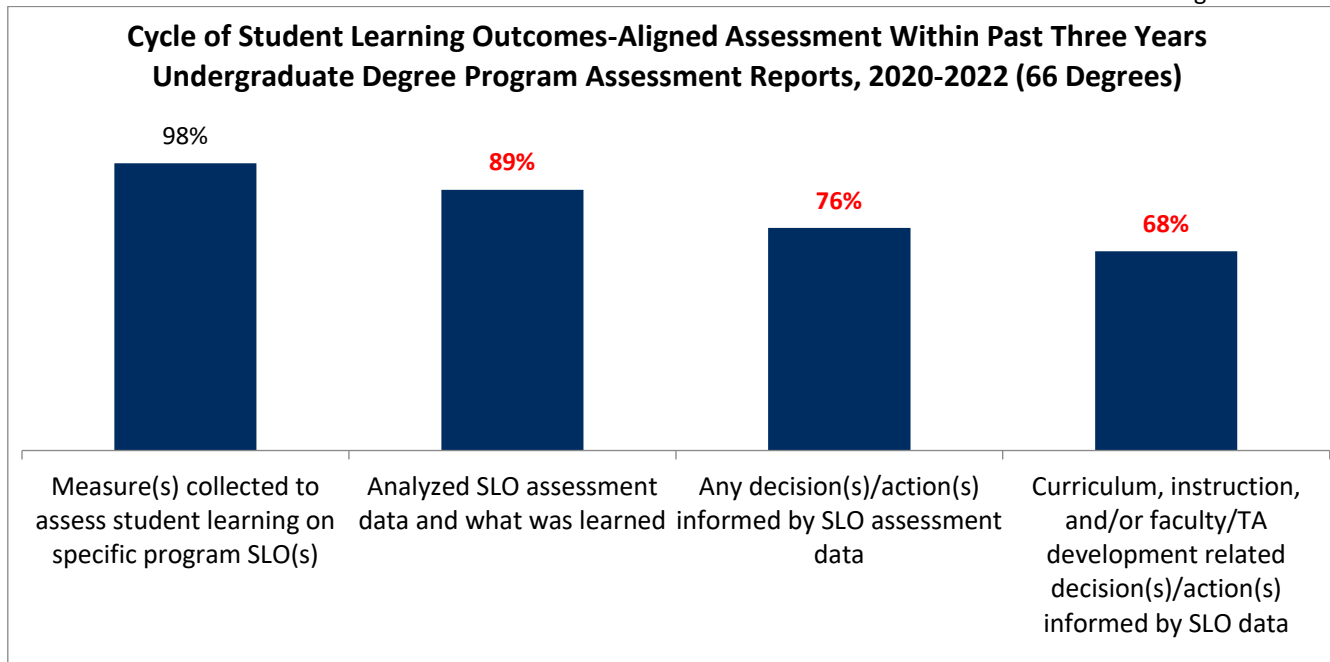 Cycle of Student Learning Outcomes-Aligned Assessment Within Past Three Years
Undergraduate Degree Program Assessment Reports, 2020-2022 (66 Degrees)
98%
89%
76%
68%
Measure(s) collected to
assess student learning on
specific program SLO(s)
Analyzed SLO assessment
data and what was learned
Any decision(s)/action(s)
informed by SLO assessment
data
Curriculum, instruction,
and/or faculty/TA
development related
decision(s)/action(s)
informed by SLO data